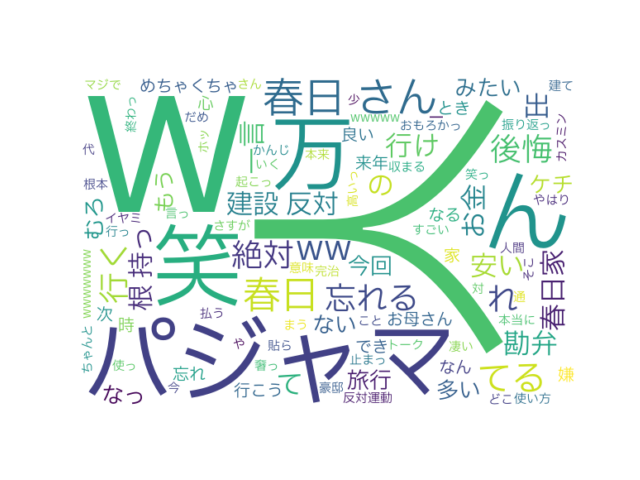 マジで
めちゃくちゃ
さん
春日
さん
少
wwwww
とき
みたい
建て
終わっ
心
だめ
W
万
一
出
振り返っ
カスミン
ホッ
言
良い
おもろかっ
行け
後悔
代
もう
かんじ
いく
本来
来年
収まる
の
お金
笑っ
ケチ
根本
起こっ
高いっ
やはり
イヤミ
言っ
むろ
建設
反対
なる
ん
行っ
さすが
すごい
人
笑
絶対
ww
家
人間
wwwwwwww
行く
根
持っ
意味
完治
今回
安い
そこ
春日家
春日
忘れる
れ
対
通
次
払う
まう
ない
こと
お母さん
本当に
時
パジャマ
や
貼ら
でき
トーク
凄い
勘弁
ちゃんと
使っ
忘れ
奢っ
止まっ
なん
てる
嫌
今
て
旅行
多い
なっ
行こう
豪邸
反対運動
どこ
使い方